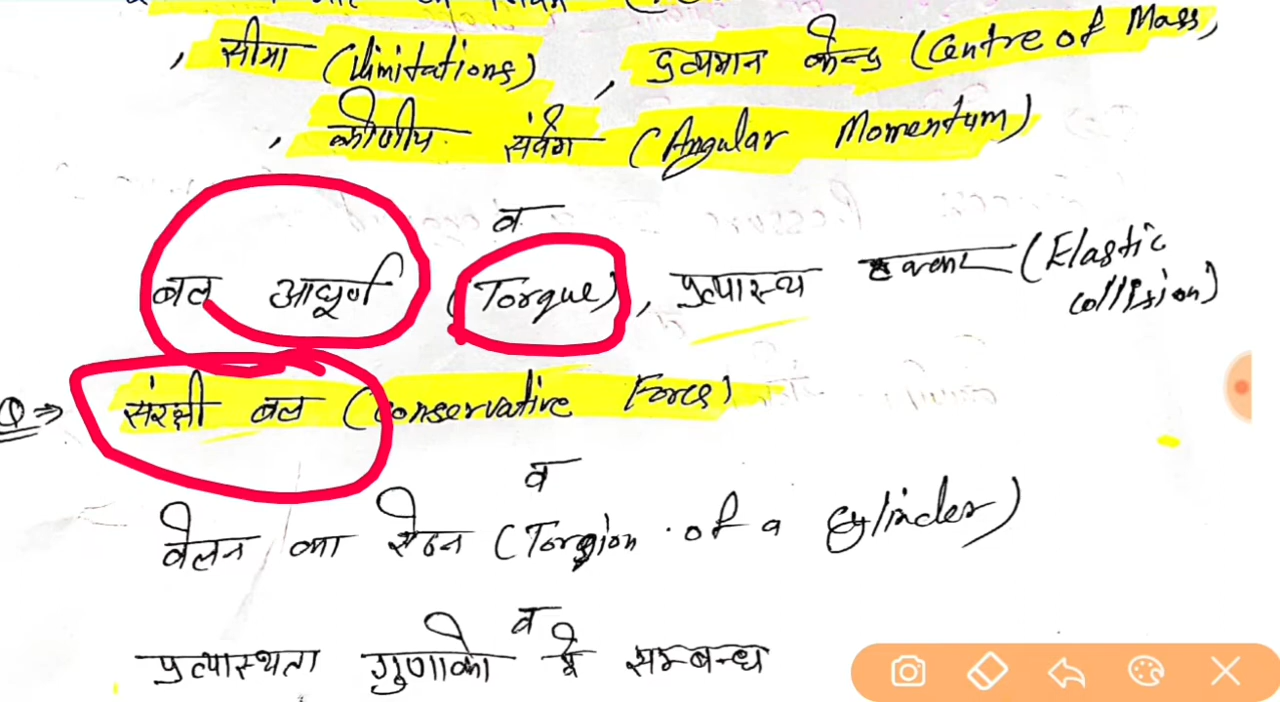 , सीमा (Limitations), द्रव्यमान केन्द्र (Centre of Mass,
, कोणीय संवेग (Angular Momentum)
व
बल आघूर्ण (Torque), प्रत्यास्थ (Elastic collision)
Q ⇒ संरक्षी बल (Conservative Force)
व
बेलन का ऐंठन (Torsion of a cylinder)
व
प्रत्यास्थता गुणांको के सम्बन्ध